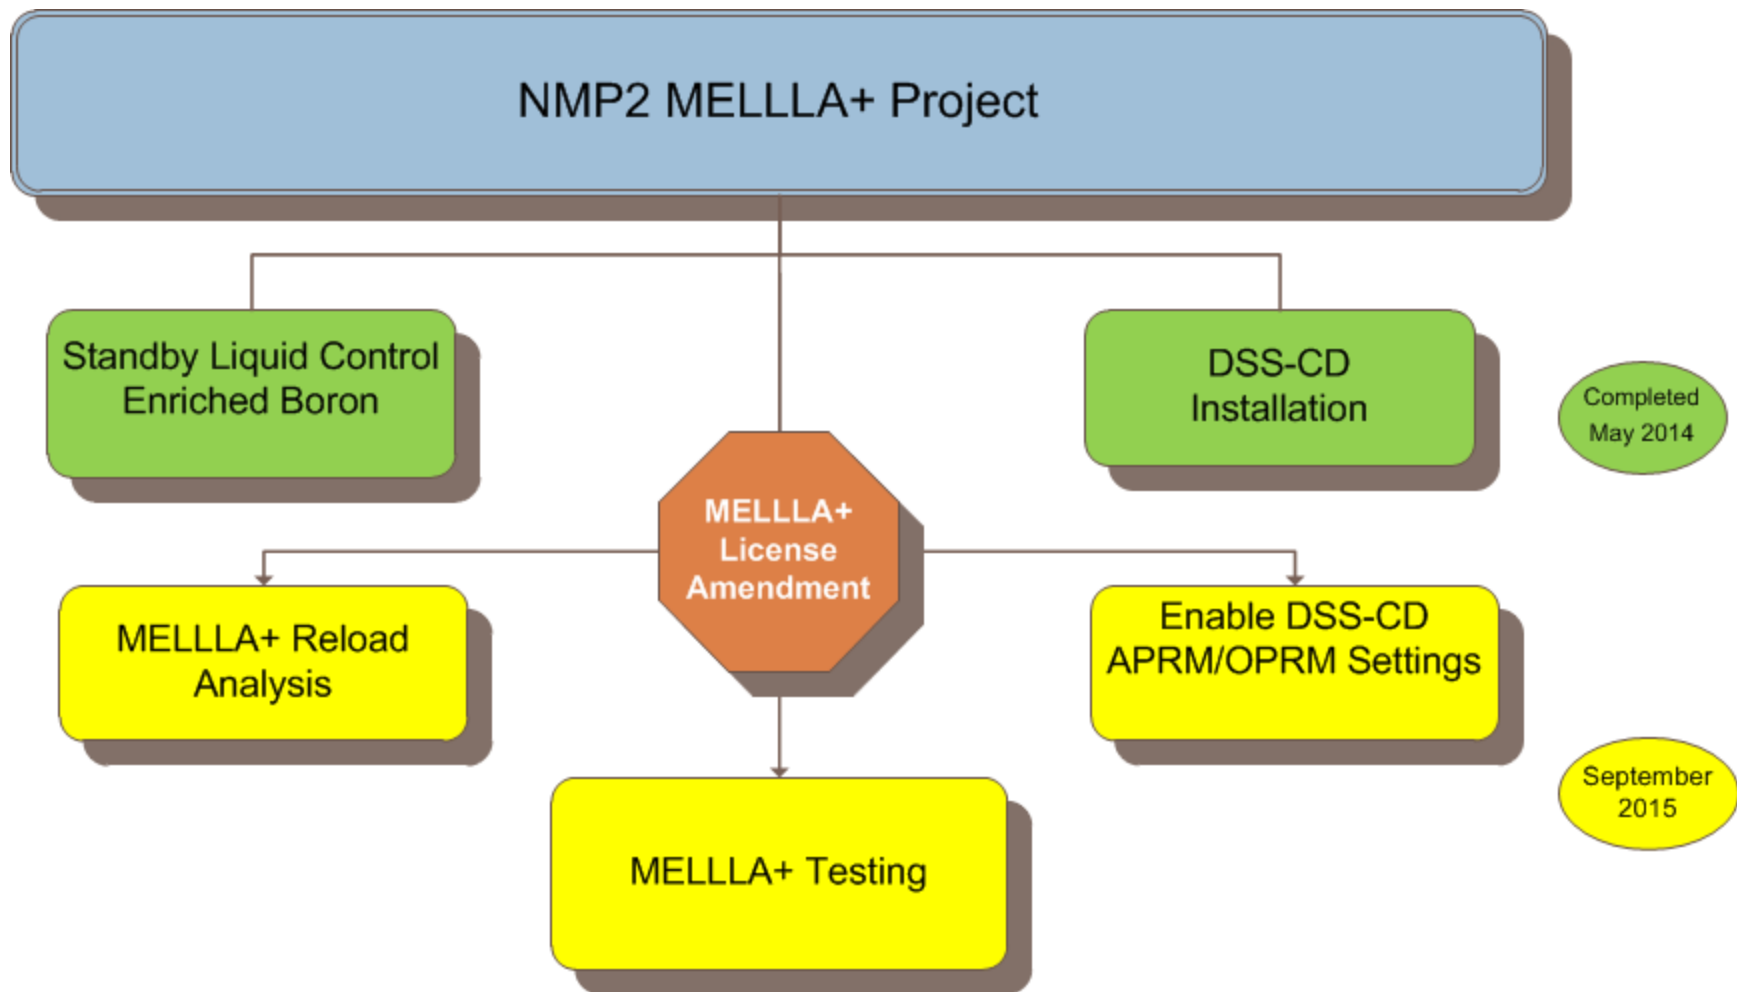 NMP2 MELLLA+ Project
Standby Liquid Control
Enriched Boron
DSS-CD
Installation
Completed
May 2014
MELLLA+
License
Amendment
MELLLA+ Reload
Analysis
Enable DSS-CD
APRM/OPRM Settings
September
2015
MELLLA+ Testing